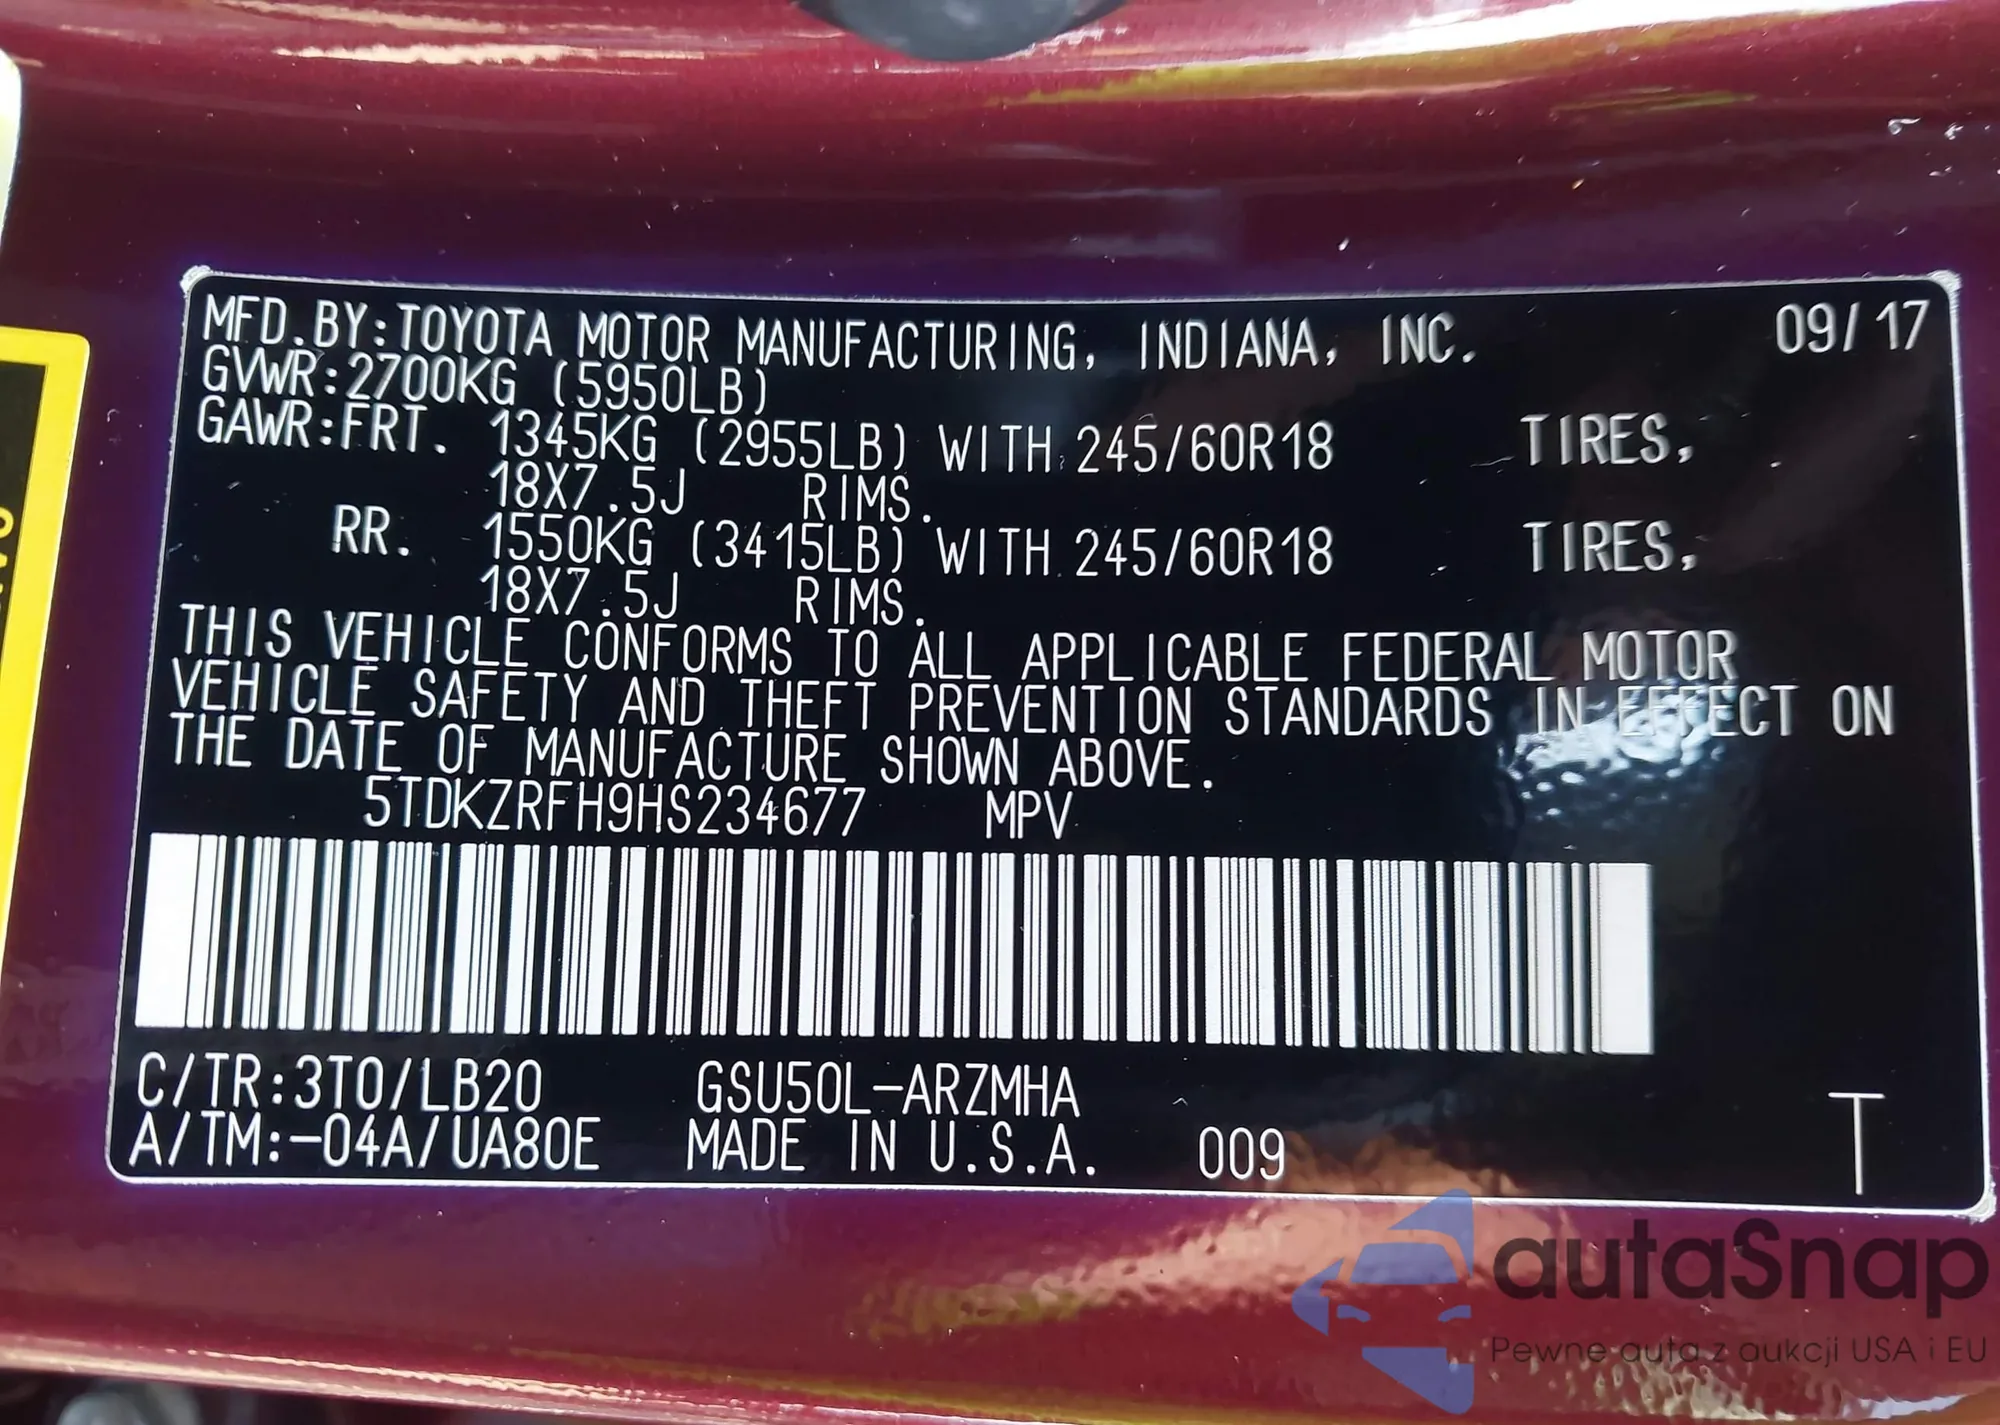 MFD.BY:TOYOTA MOTOR MANUFACTURING, INDIANA, INC. 09/17
GVWR:2700KG (5950LB)
GAWR:FRT. 1345KG (2955LB) WITH 245/60R18 TIRES,
18X7.5J RIMS.
RR. 1550KG (3415LB) WITH 245/60R18 TIRES,
18X7.5J RIMS.
THIS VEHICLE CONFORMS TO ALL APPLICABLE FEDERAL MOTOR
VEHICLE SAFETY AND THEFT PREVENTION STANDARDS IN EFFECT ON
THE DATE OF MANUFACTURE SHOWN ABOVE.
5TDKZRFH9HS234677 MPV
C/TR:3T0/LB20 GSU50L-ARZMHA
A/TM:-04A/UA80E MADE IN U.S.A. 009 T
autaSnap
Pewne auta z aukcji USA i EU